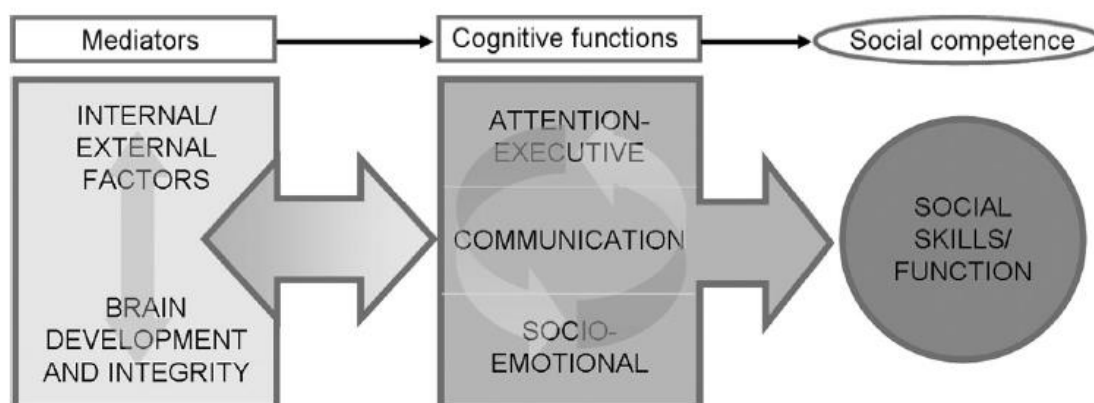 Mediators
Cognitive functions
Social competence
INTERNAL/
EXTERNAL
FACTORS
BRAIN
DEVELOPMENT
AND INTEGRITY
ATTENTION-
EXECUTIVE
COMMUNICATION
SOCIO-
EMOTIONAL
SOCIAL
SKILLS/
FUNCTION